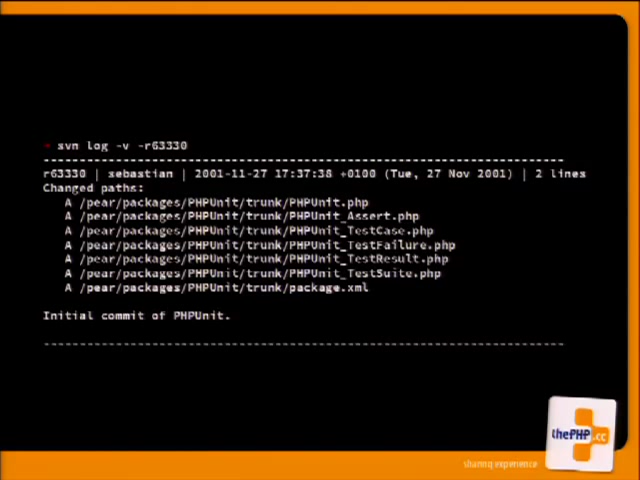 svn log -v -r63330
------------------------------------------------------------------------
r63330 | sebastian | 2001-11-27 17:37:38 +0100 (Tue, 27 Nov 2001) | 2 lines
Changed paths:
A /pear/packages/PHPUnit/trunk/PHPUnit.php
A /pear/packages/PHPUnit/trunk/PHPUnit_Assert.php
A /pear/packages/PHPUnit/trunk/PHPUnit_TestCase.php
A /pear/packages/PHPUnit/trunk/PHPUnit_TestFailure.php
A /pear/packages/PHPUnit/trunk/PHPUnit_TestResult.php
A /pear/packages/PHPUnit/trunk/PHPUnit_TestSuite.php
A /pear/packages/PHPUnit/trunk/package.xml
Initial commit of PHPUnit.
------------------------------------------------------------------------
thePHP.cc
sharing experience